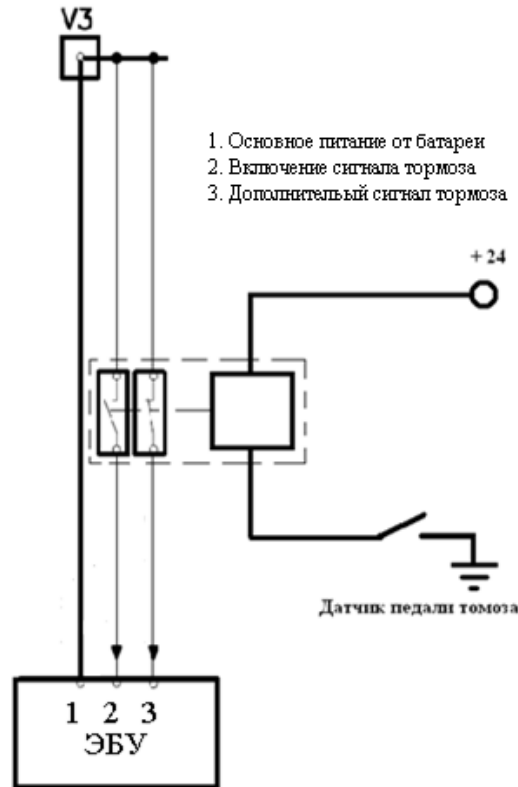 V3
1. Основное питание от батареи
2. Включение сигнала тормоза
3. Дополнительый сигнал тормоза
+ 24
Датчик педали томоза
1 2 3
ЭБУ